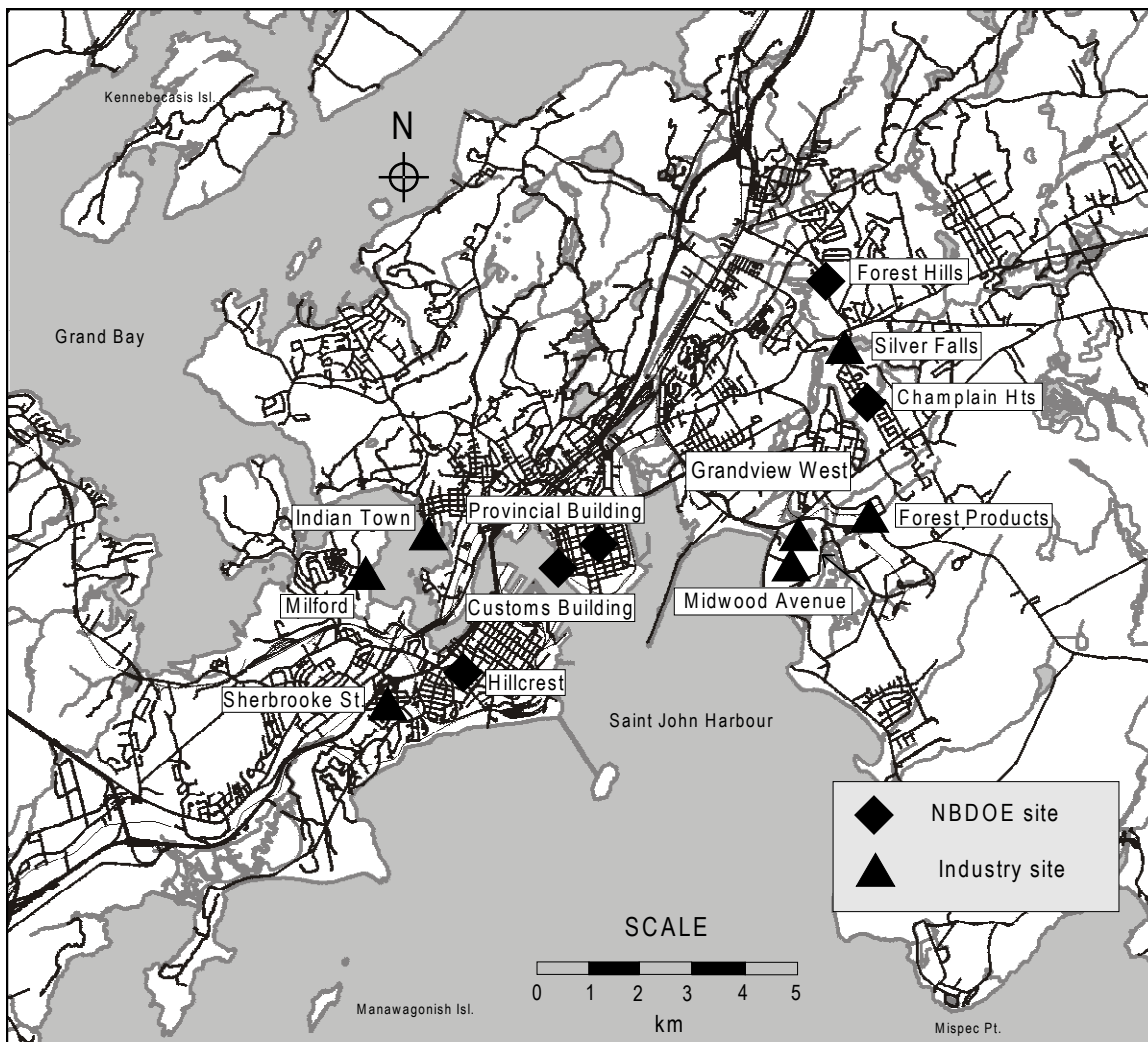 Kennebecasis Isl.
N
Forest Hills
Grand Bay
Silver Falls
Champlain Hts
Grandview West
Indian Town
Provincial Building
Forest Products
Milford
Customs Building
Midwood Avenue
Hillcrest
Sherbrooke St.
Saint John Harbour
NBDOE site
Industry site
SCALE
0 1 2 3 4 5
km
Manawagonish Isl.
Mispec Pt.